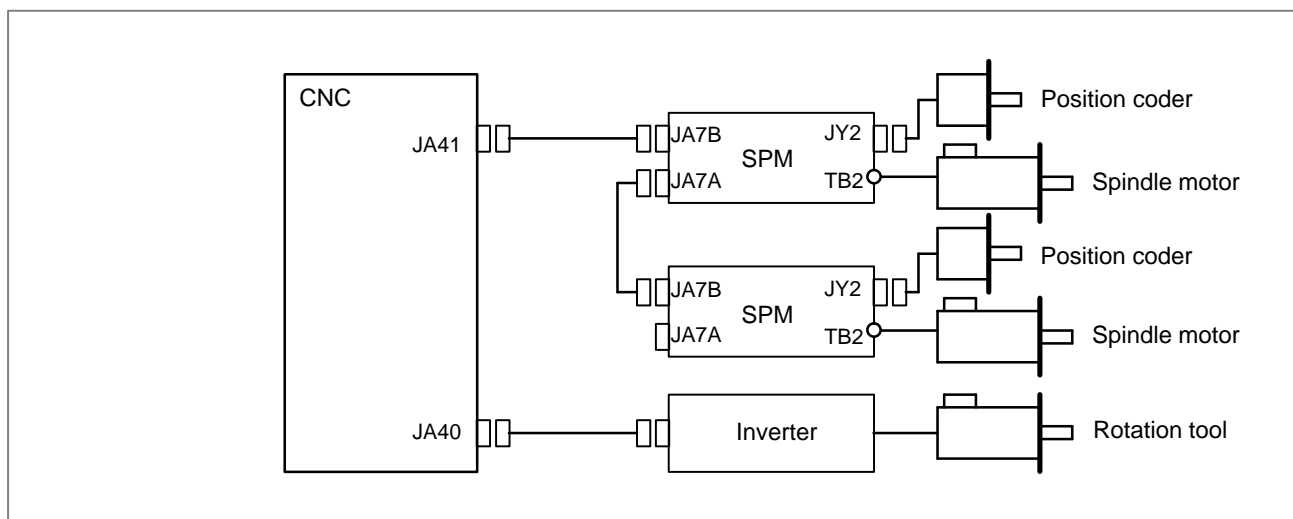 CNC
JA41
JA7B
JY2
SPM
JA7A
TB2
Position coder
Spindle motor
JA7B
JY2
SPM
JA7A
TB2
Position coder
Spindle motor
JA40
Inverter
Rotation tool